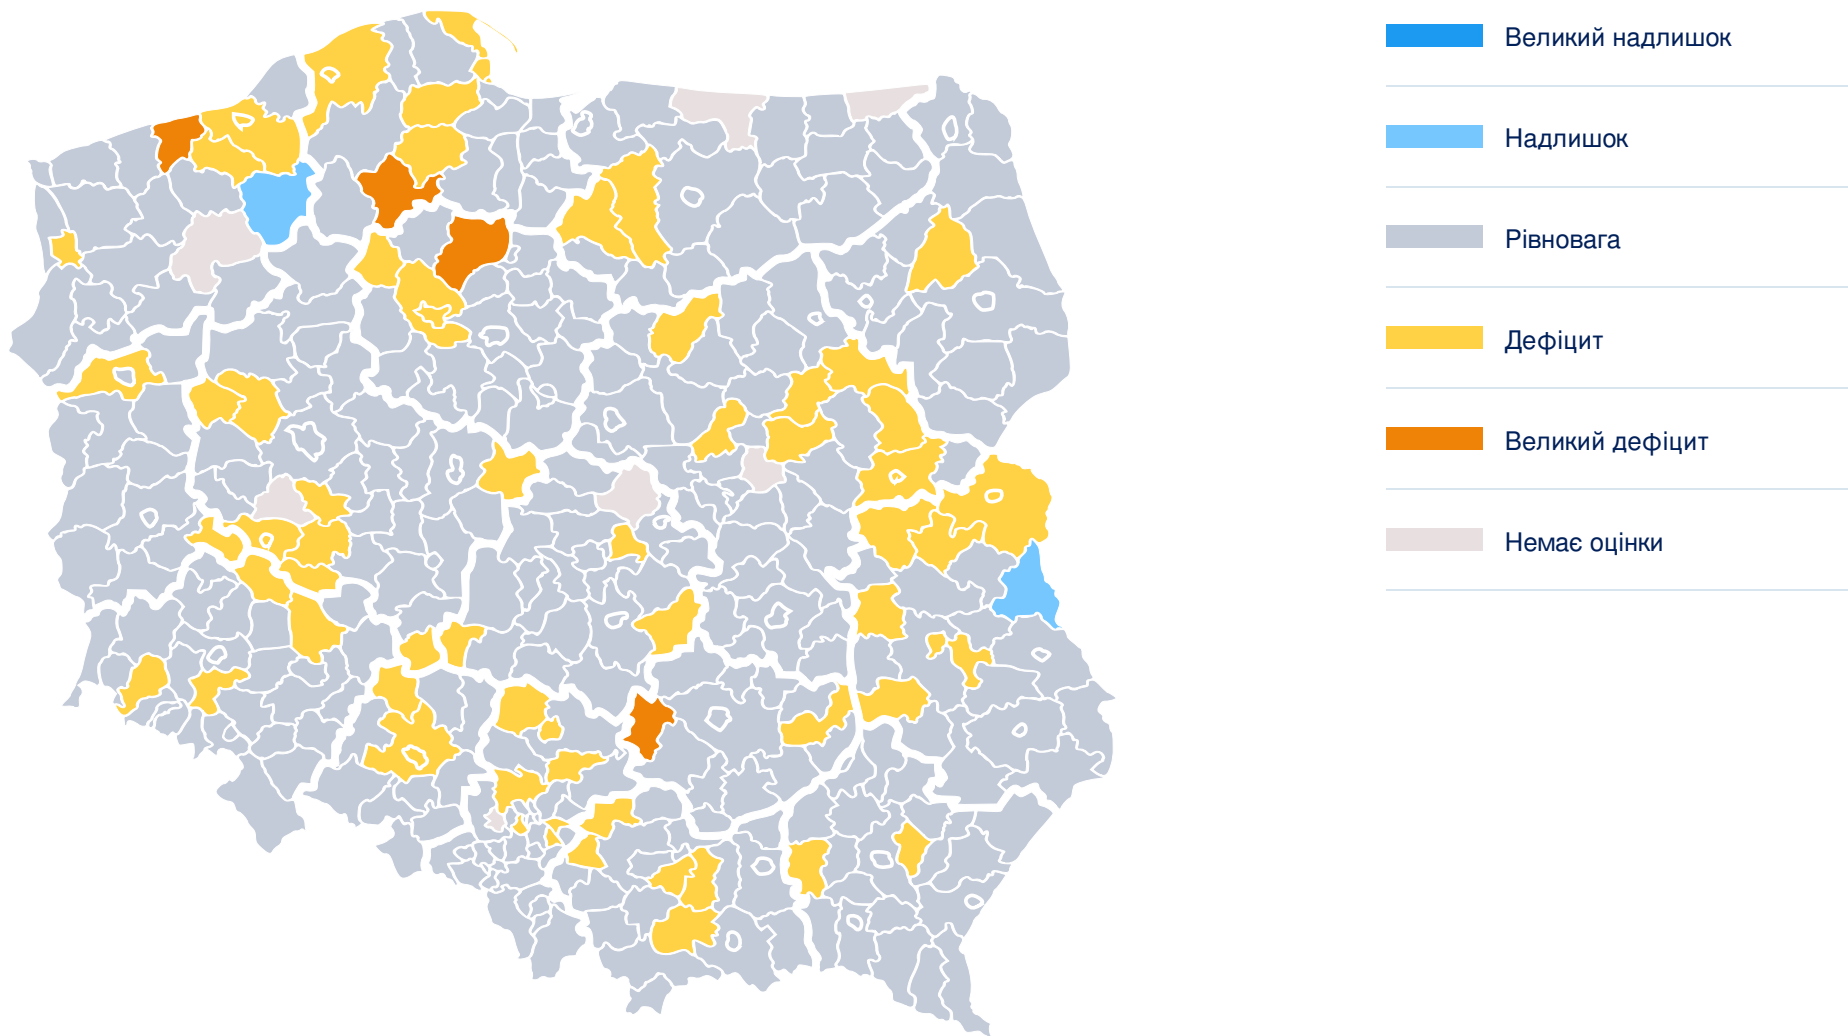 Великий надлишок
Надлишок
Рівновага
Дефіцит
Великий дефіцит
Немає оцінки